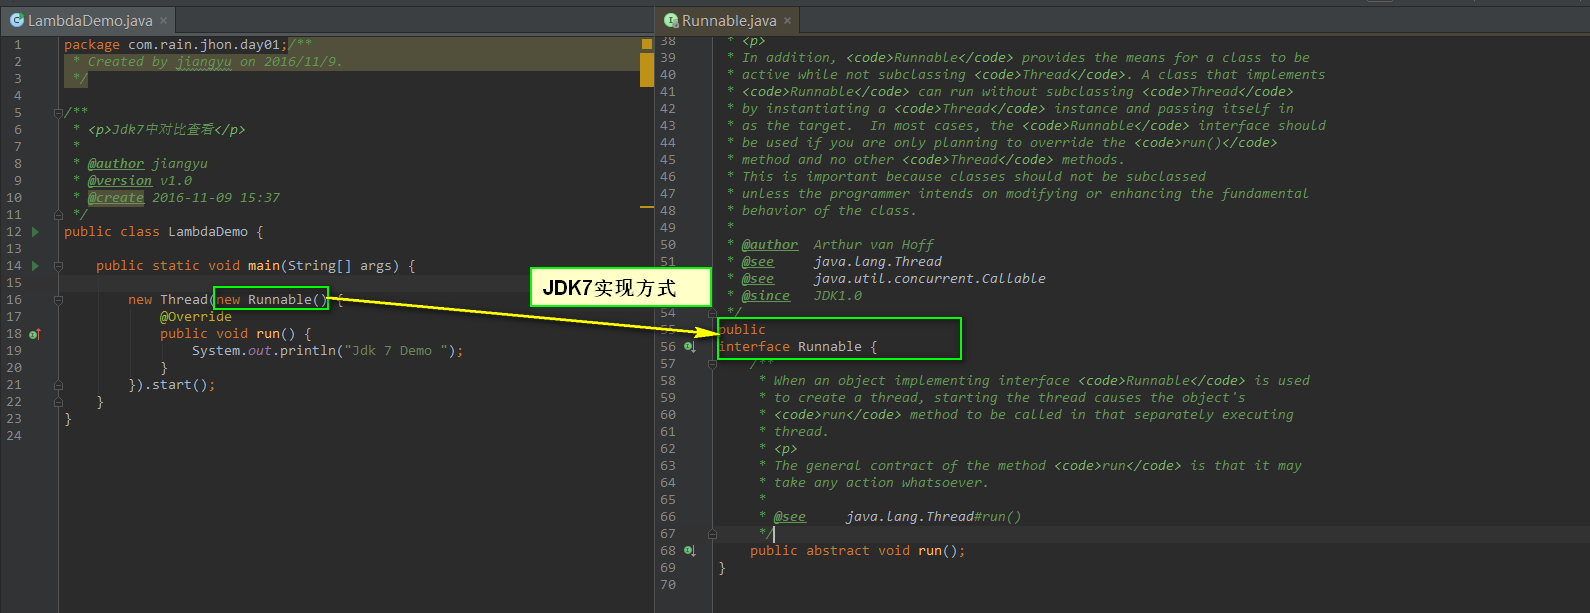 LambdaDemo.java
1 package com.rain.jhon.day01;/**
2 * Created by jiangyu on 2016/11/9.
3 */
4
5 /**
6 * <p>Jdk7中对比查看</p>
7 *
8 * @author jiangyu
9 * @version v1.0
10 * @create 2016-11-09 15:37
11 */
12 public class LambdaDemo {
13
14 public static void main(String[] args) {
15
16 new Thread(new Runnable() {
17 @Override
18 public void run() {
19 System.out.println("Jdk 7 Demo ");
20 }
21 }).start();
22 }
23 }
24
JDK7实现方式
Runnable.java
38 * <p>
39 * In addition, <code>Runnable</code> provides the means for a class to be
40 * active while not subclassing <code>Thread</code>. A class that implements
41 * <code>Runnable</code> can run without subclassing <code>Thread</code>
42 * by instantiating a <code>Thread</code> instance and passing itself in
43 * as the target.  In most cases, the <code>Runnable</code> interface should
44 * be used if you are only planning to override the <code>run()</code>
45 * method and no other <code>Thread</code> methods.
46 * This is important because classes should not be subclassed
47 * unless the programmer intends on modifying or enhancing the fundamental
48 * behavior of the class.
49 *
50 * @author  Arthur van Hoff
51 * @see     java.lang.Thread
52 * @see     java.util.concurrent.Callable
53 * @since   JDK1.0
54 */
55 public
56 interface Runnable {
57 /**
58 * When an object implementing interface <code>Runnable</code> is used
59 * to create a thread, starting the thread causes the object's
60 * <code>run</code> method to be called in that separately executing
61 * thread.
62 * <p>
63 * The general contract of the method <code>run</code> is that it may
64 * take any action whatsoever.
65 *
66 * @see     java.lang.Thread#run()
67 */
68 public abstract void run();
69 }
70